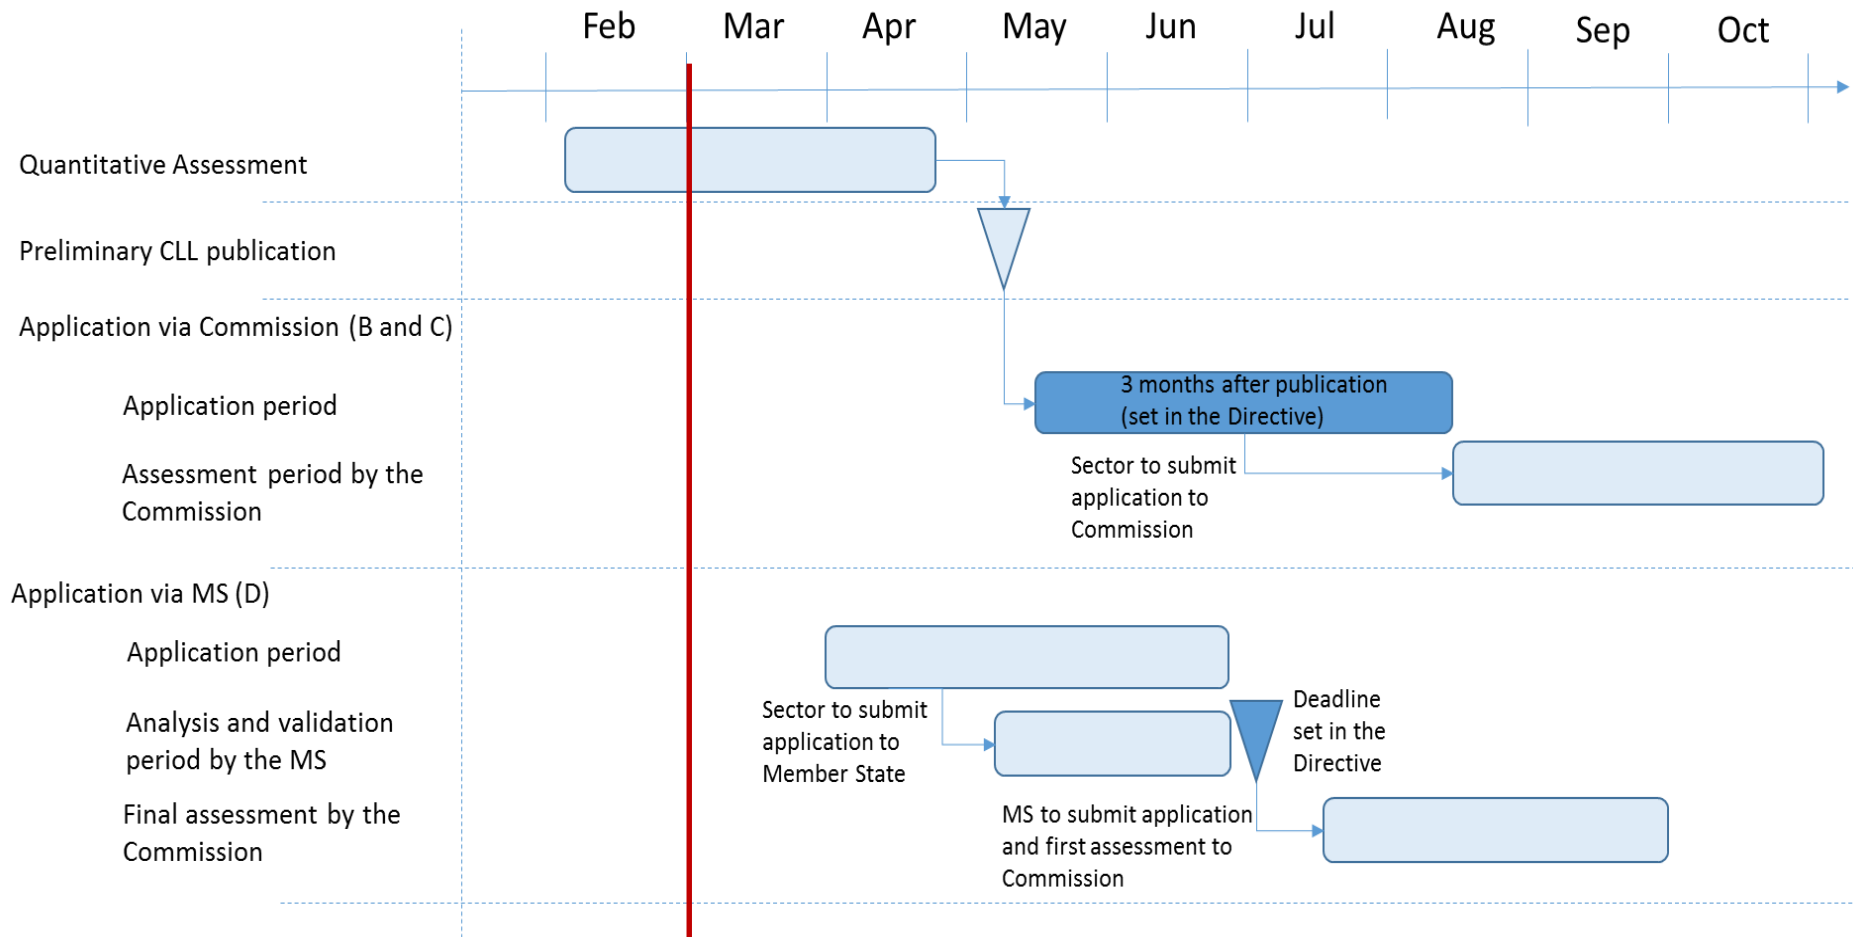 Feb Mar Apr May Jun Jul Aug Sep Oct
Quantitative Assessment
Preliminary CLL publication
Application via Commission (B and C)
Application period
3 months after publication
(set in the Directive)
Assessment period by the
Commission
Sector to submit
application to
Commission
Application via MS (D)
Application period
Analysis and validation
period by the MS
Sector to submit
application to
Member State
Deadline
set in the
Directive
Final assessment by the
Commission
MS to submit application
and first assessment to
Commission